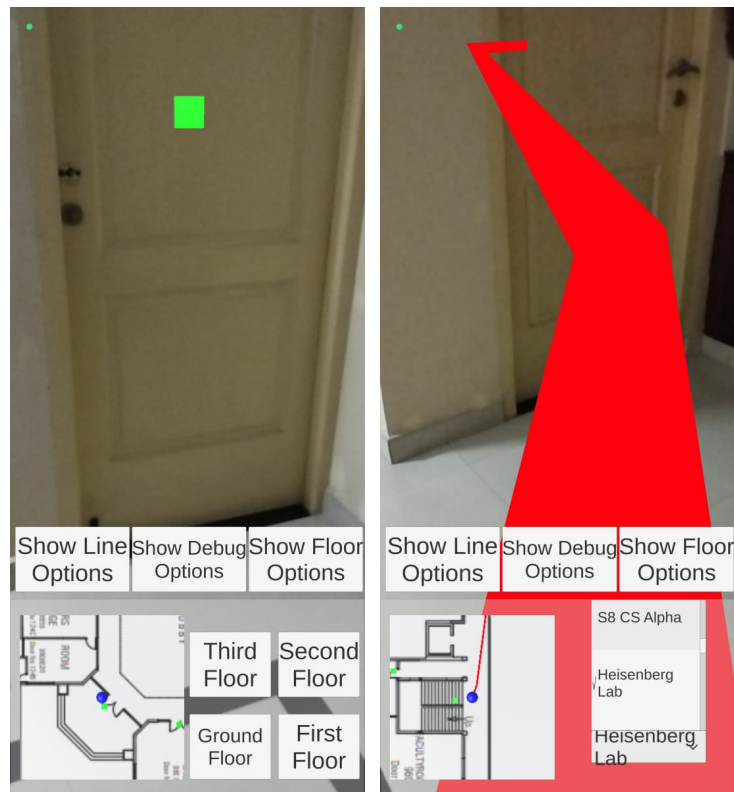 Show Line
Options
Show Debug
Options
Show Floor
Options
Third
Floor
Second
Floor
Ground
Floor
First
Floor
ROOM
Show Line
Options
Show Debug
Options
Show Floor
Options
S8 CS Alpha
Heisenberg
Lab
Heisenberg
Lab
Up